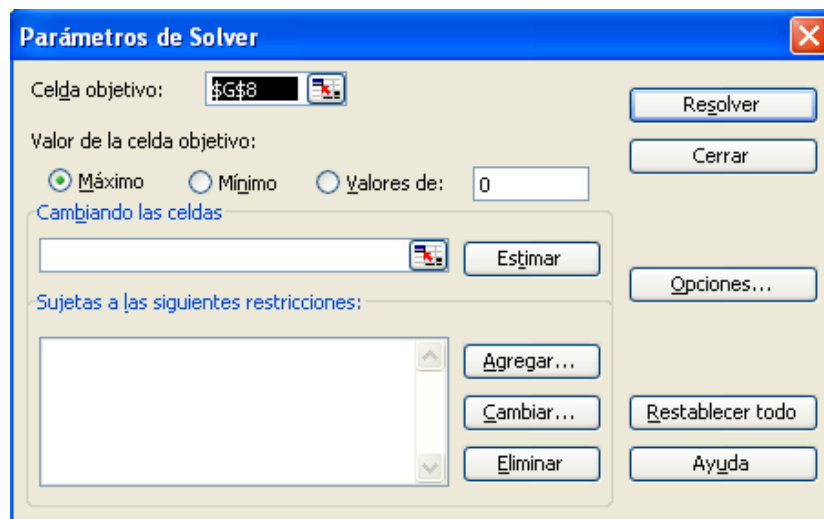 Parámetros de Solver
Celda objetivo: $G$8
Resolver
Valor de la celda objetivo:
Cerrar
Máximo Mínimo Valores de: 0
Cambiando las celdas
Estimar
Opciones...
Sujetas a las siguientes restricciones:
Agregar...
Cambiar... Restablecer todo
Eliminar Ayuda